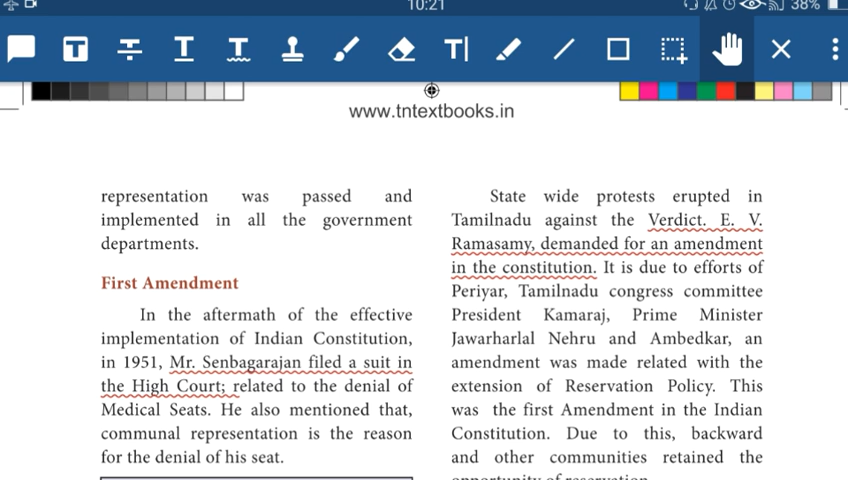 10:21
38%
T
T
T
T
www.tntextbooks.in
representation was passed and
implemented in all the government
departments.
First Amendment
In the aftermath of the effective
implementation of Indian Constitution,
in 1951, Mr. Senbagarajan filed a suit in
the High Court; related to the denial of
Medical Seats. He also mentioned that,
communal representation is the reason
for the denial of his seat.
State wide protests erupted in
Tamilnadu against the Verdict. E. V.
Ramasamy, demanded for an amendment
in the constitution. It is due to efforts of
Periyar, Tamilnadu congress committee
President Kamaraj, Prime Minister
Jawarharlal Nehru and Ambedkar, an
amendment was made related with the
extension of Reservation Policy. This
was the first Amendment in the Indian
Constitution. Due to this, backward
and other communities retained the
opportunity of reservation